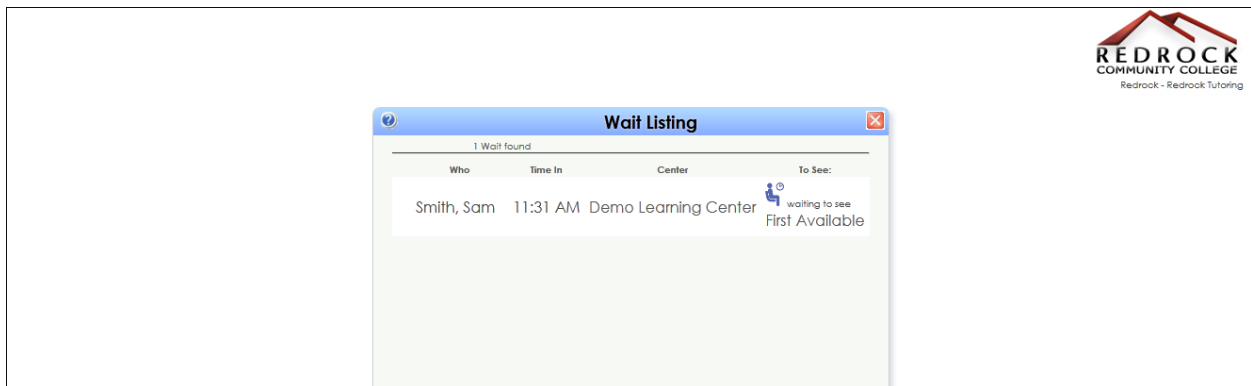 REDROCK
COMMUNITY COLLEGE
Redrock - Redrock Tutoring
Wait Listing
1 Wait found
Who Time In Center To See:
Smith, Sam 11:31 AM Demo Learning Center waiting to see
First Available